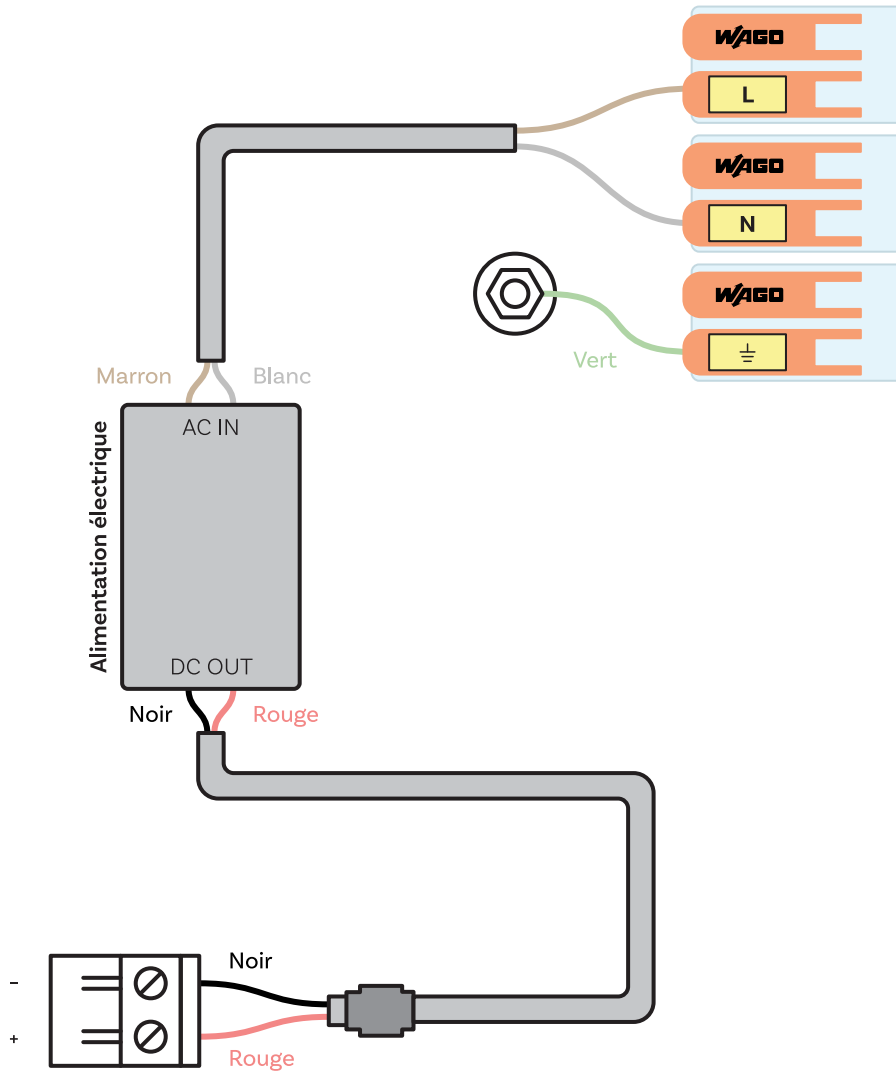 WAGO
L
WAGO
N
WAGO
Vert
Marron
Blanc
AC IN
Alimentation électrique
DC OUT
Noir
Rouge
Noir
-
+
Rouge